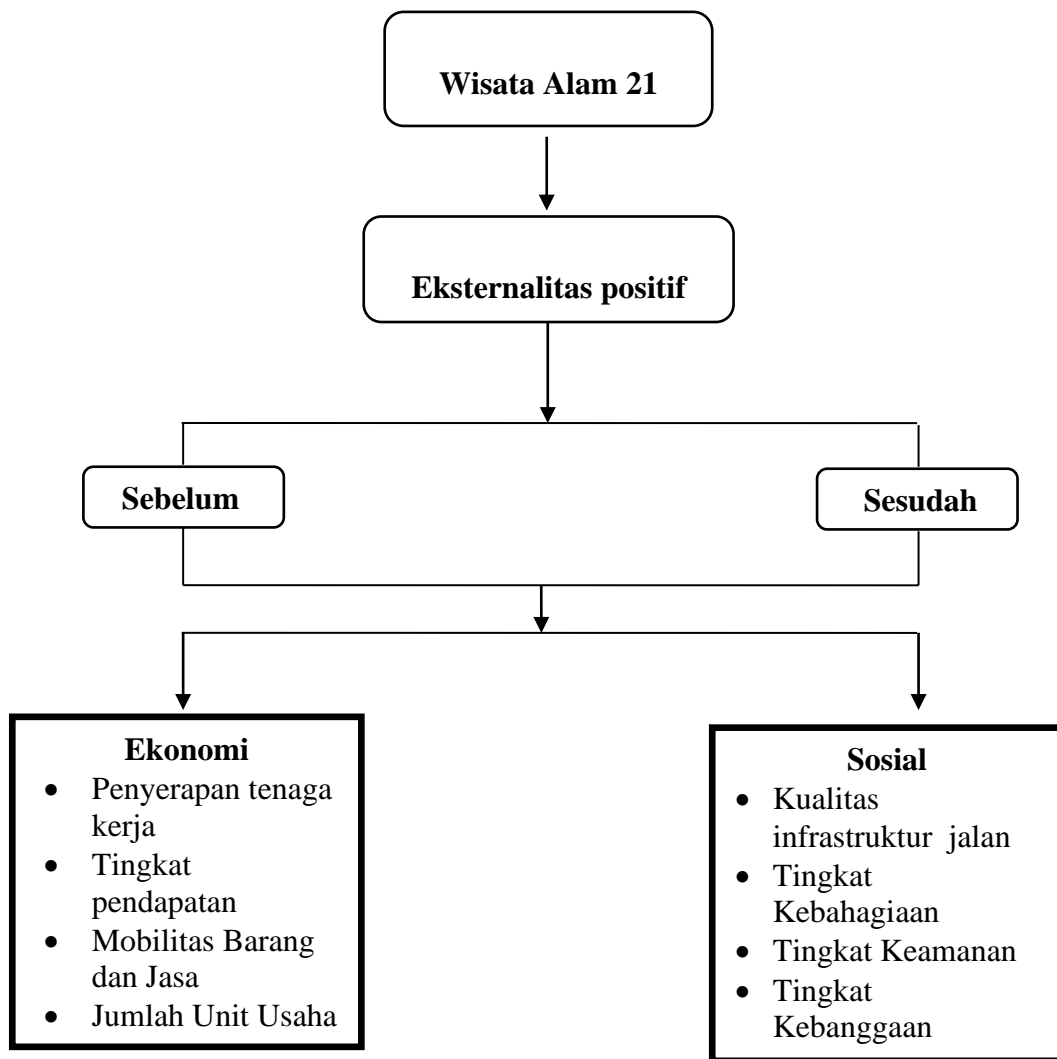 Wisata Alam 21
Eksternalitas positif
Sebelum
Sesudah
Ekonomi
• Penyerapan tenaga
kerja
• Tingkat
pendapatan
• Mobilitas Barang
dan Jasa
• Jumlah Unit Usaha
Sosial
• Kualitas
infrastruktur jalan
• Tingkat
Kebahagiaan
• Tingkat Keamanan
• Tingkat
Kebanggaan